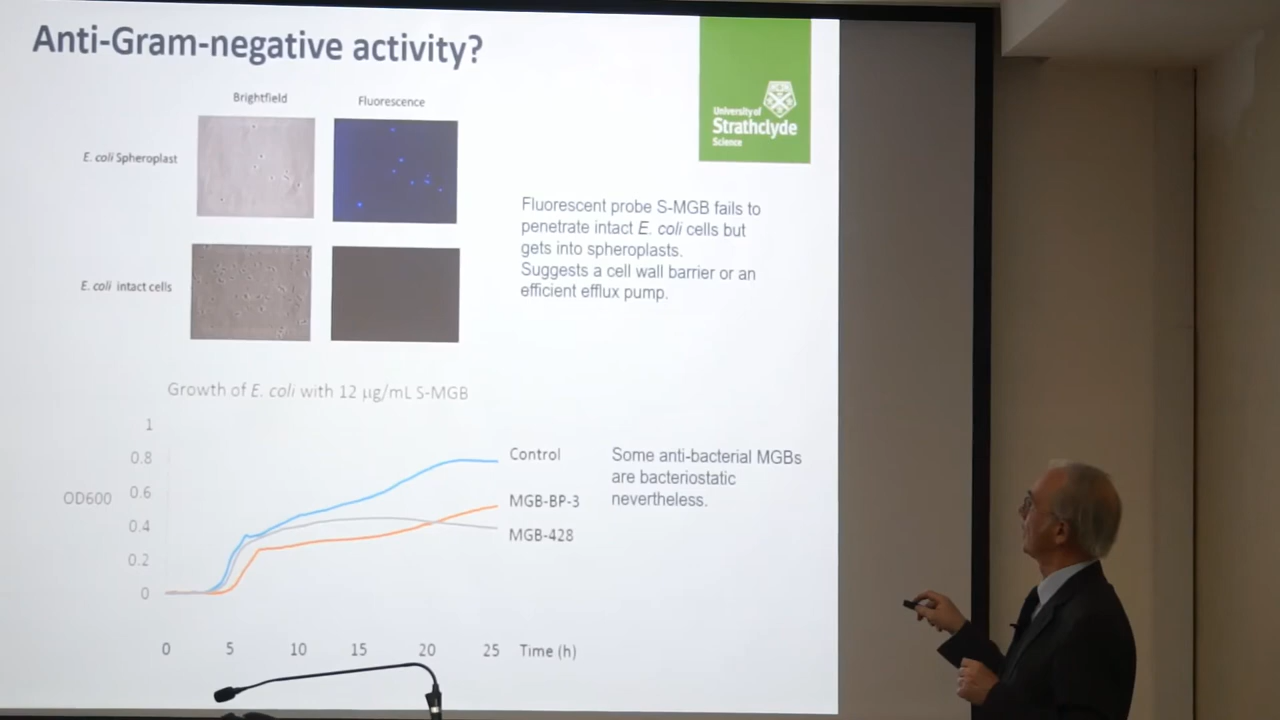 Anti-Gram-negative activity?
University of
Strathclyde
Science
Brightfield
Fluorescence
E. coli Spheroplast
E. coli intact cells
Fluorescent probe S-MGB fails to
penetrate intact E. coli cells but
gets into spheroplasts.
Suggests a cell wall barrier or an
efficient efflux pump.
Growth of E. coli with 12 µg/mL S-MGB
1
0.8
0.6
0.4
0.2
0
OD600
Control
MGB-BP-3
MGB-428
Some anti-bacterial MGBs
are bacteriostatic
nevertheless.
0 5 10 15 20 25 Time (h)